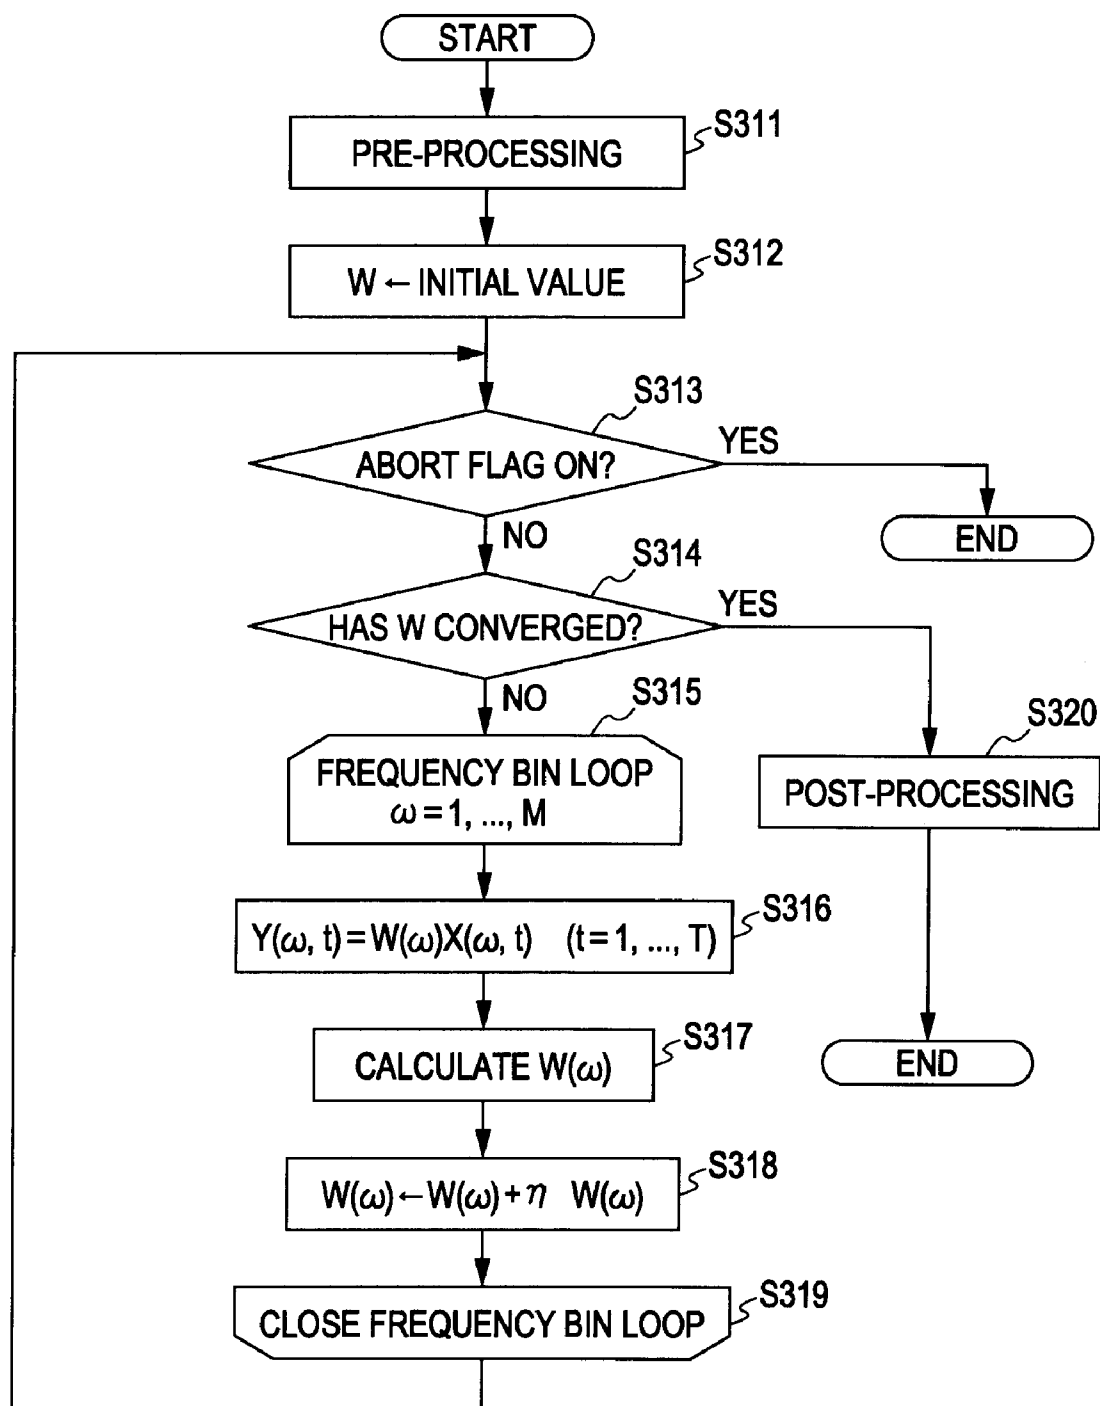 START
S311
PRE-PROCESSING
S312
W ← INITIAL VALUE
S313
ABORT FLAG ON?
YES
END
NO
S314
HAS W CONVERGED?
YES
NO
S315
FREQUENCY BIN LOOP
ω = 1, ..., M
S320
POST-PROCESSING
S316
Y(ω, t) = W(ω)X(ω, t) (t = 1, ..., T)
S317
CALCULATE W(ω)
END
S318
W(ω) ← W(ω) + η W(ω)
S319
CLOSE FREQUENCY BIN LOOP